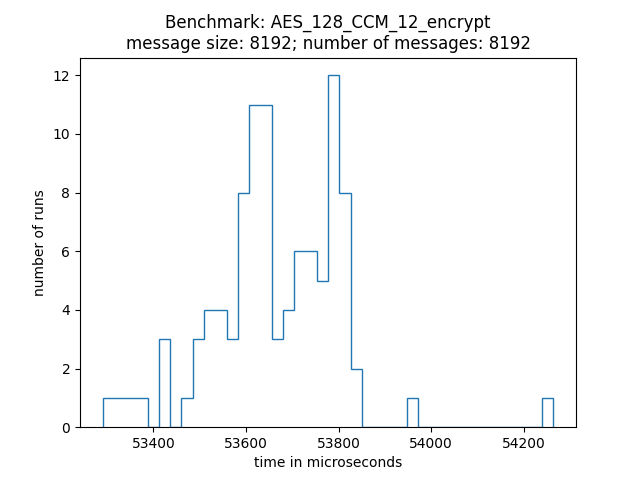 Benchmark: AES_128_CCM_12_encrypt
message size: 8192; number of messages: 8192
12
10
8
6
4
2
0
number of runs
53400 53600 53800 54000 54200
time in microseconds